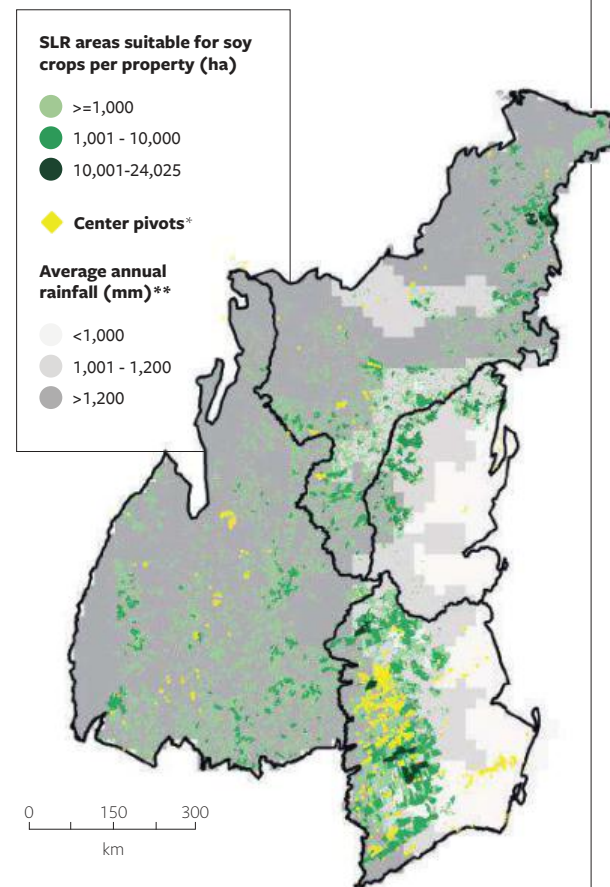 SLR areas suitable for soy
crops per property (ha)
>=1,000
1,001 - 10,000
10,001-24,025
Center pivots*
Average annual
rainfall (mm)**
<1,000
1,001 - 1,200
>1,200
0 150 300
km